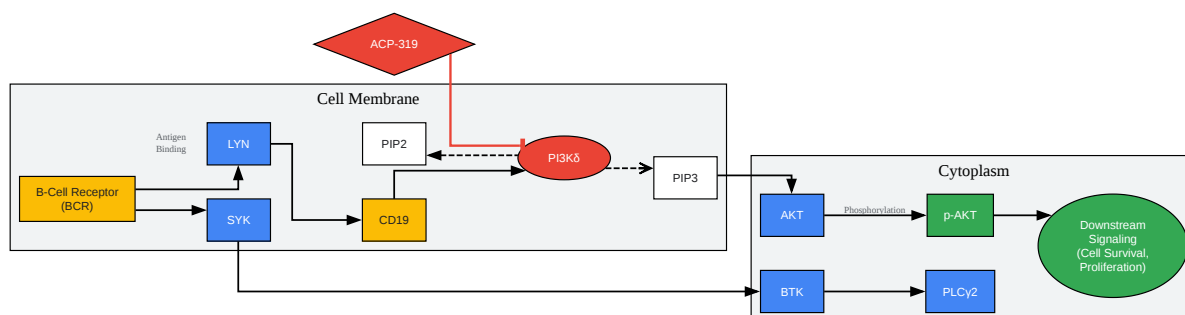 ACP-319
Cell Membrane
Antigen
Binding
LYN
PIP2
PI3Kδ
B-Cell Receptor
(BCR)
SYK
CD19
PIP3
Cytoplasm
AKT
Phosphorylation
p-AKT
Downstream
Signaling
(Cell Survival,
Proliferation)
BTK
PLCγ2